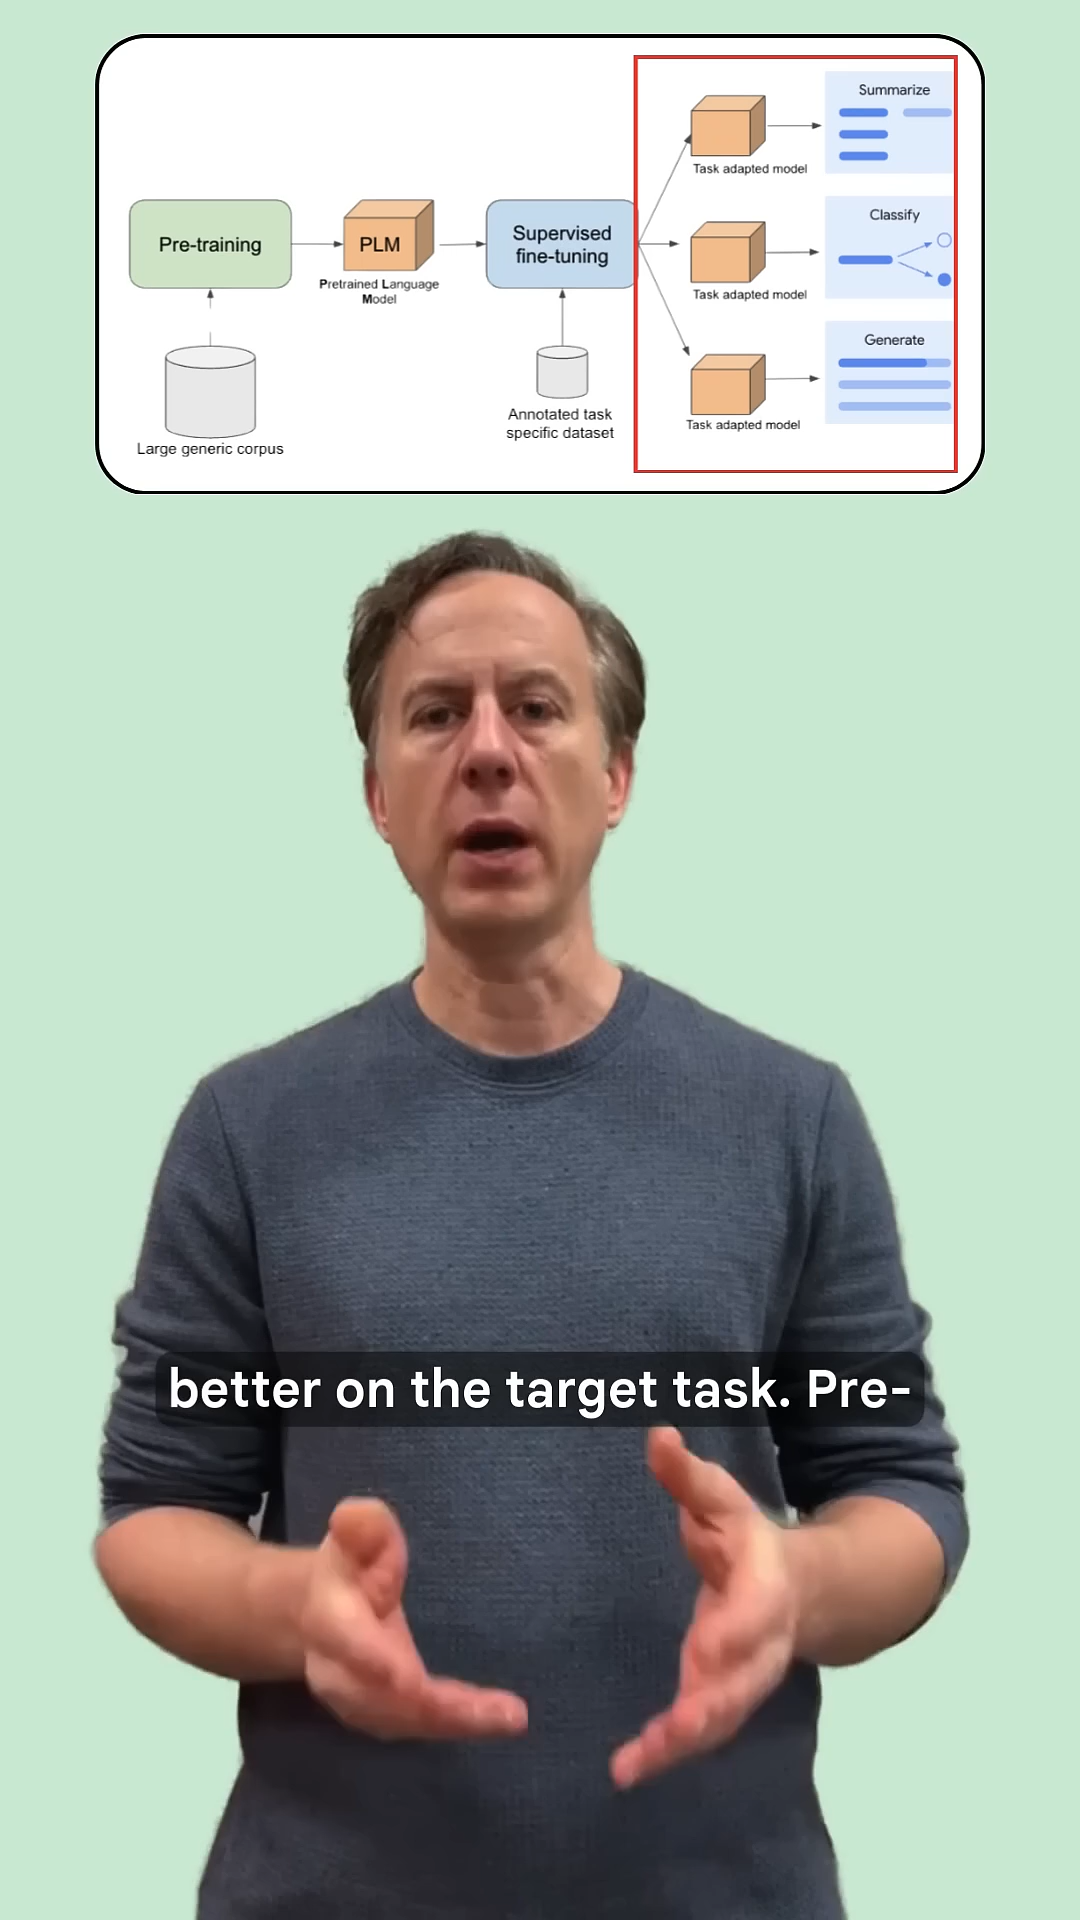 Pre-training
PLM
Pretrained Language
Model
Large generic corpus
Supervised
fine-tuning
Annotated task
specific dataset
Task adapted model
Task adapted model
Task adapted model
Summarize
Classify
Generate
better on the target task. Pre-